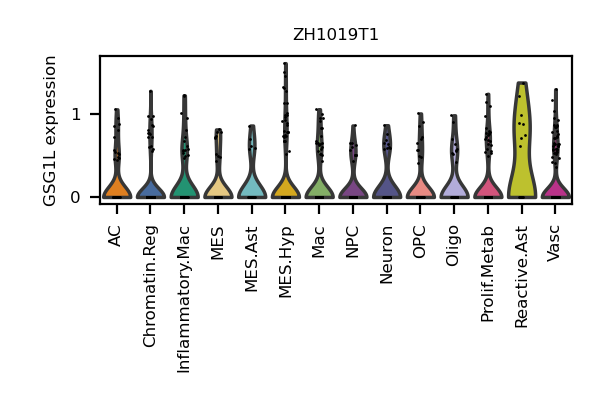 ZH1019T1
GSG1L expression
1
0
AC
Chromatin.Reg
Inflammatory.Mac
MES
MES.Ast
MES.Hyp
Mac
NPC
Neuron
OPC
Oligo
Prolif.Metab
Reactive.Ast
Vasc